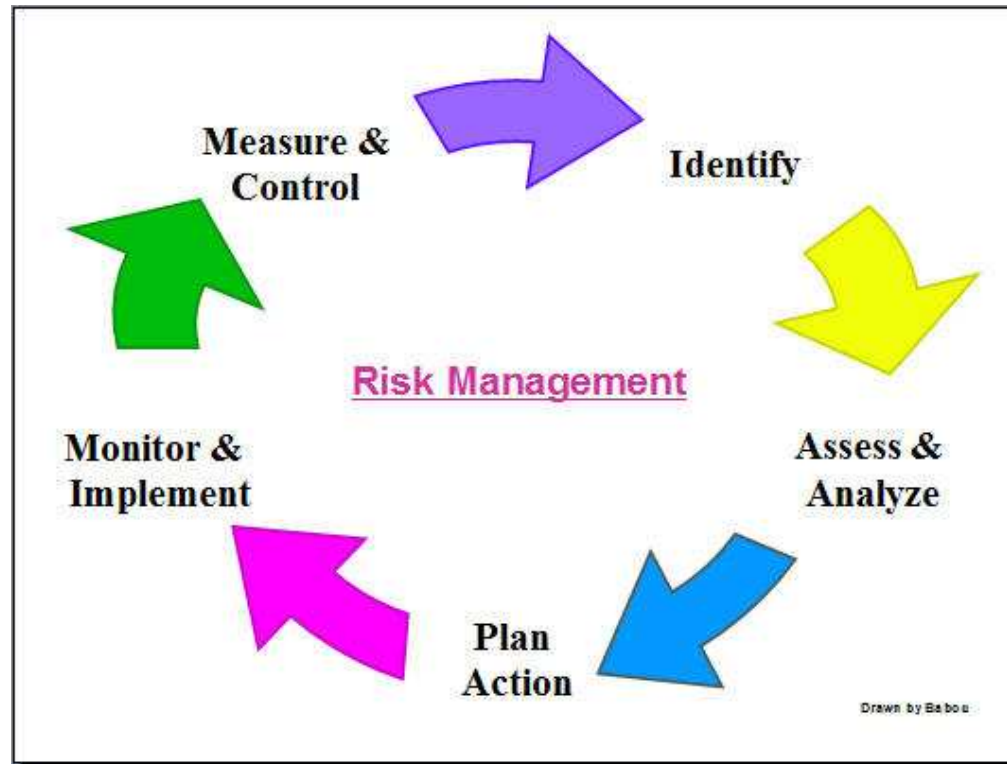 Measure &
Control
Identify
Risk Management
Monitor &
Implement
Assess &
Analyze
Plan
Action
Drawn by Babou